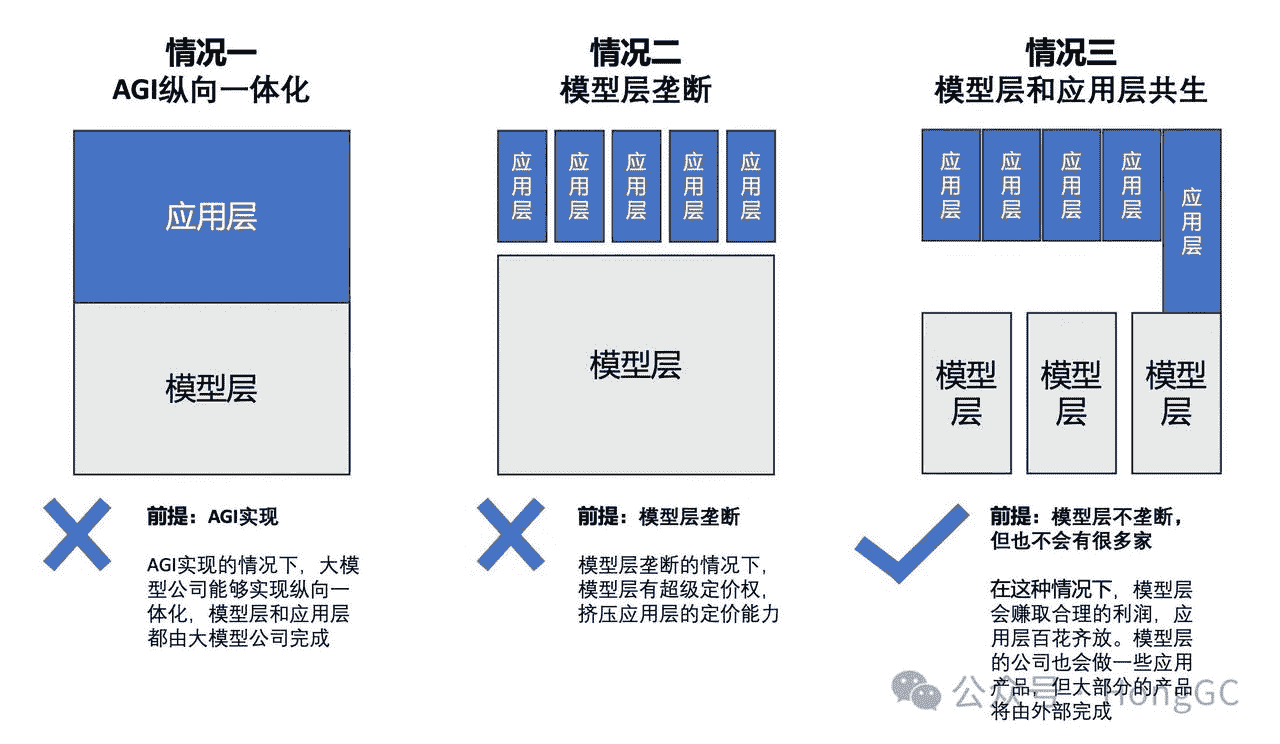 情况一
AGI纵向一体化
应用层
模型层
前提：AGI实现
AGI实现的情况下，大模
型公司能够实现纵向一
体化，模型层和应用层
都由大模型公司完成
情况二
模型层垄断
应用层
应用层
应用层
应用层
应用层
模型层
前提：模型层垄断
模型层垄断的情况下，
模型层有超级定价权，
挤压应用层的定价能力
情况三
模型层和应用层共生
应用层
应用层
应用层
应用层
应用层
模型
层
模型
层
模型
层
前提：模型层不垄断，
但也不会有很多家
在这种情况下，模型层
会赚取合理的利润，应
用层百花齐放。模型层
的公司也会做一些应用
产品，但大部分的产品
将由外部完成
公众号·HongGC